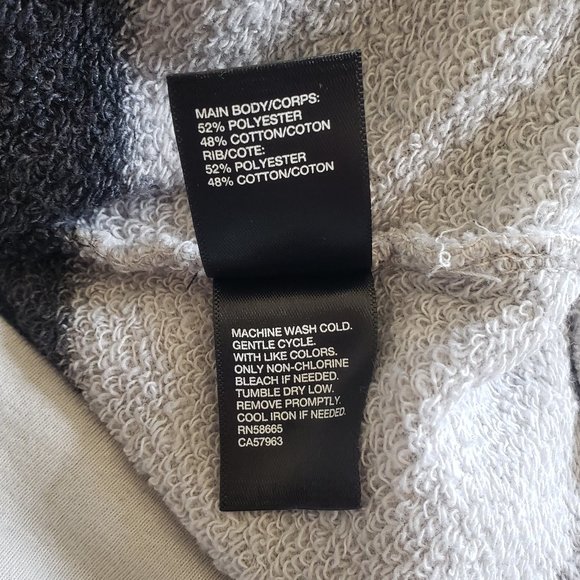 MAIN BODY/CORPS:
52% POLYESTER
48% COTTON/COTON
RIB/COTE:
52% POLYESTER
48% COTTON/COTON
MACHINE WASH COLD.
GENTLE CYCLE.
WITH LIKE COLORS.
ONLY NON-CHLORINE
BLEACH IF NEEDED.
TUMBLE DRY LOW.
REMOVE PROMPTLY.
COOL IRON IF NEEDED.
RN58665
CA57963